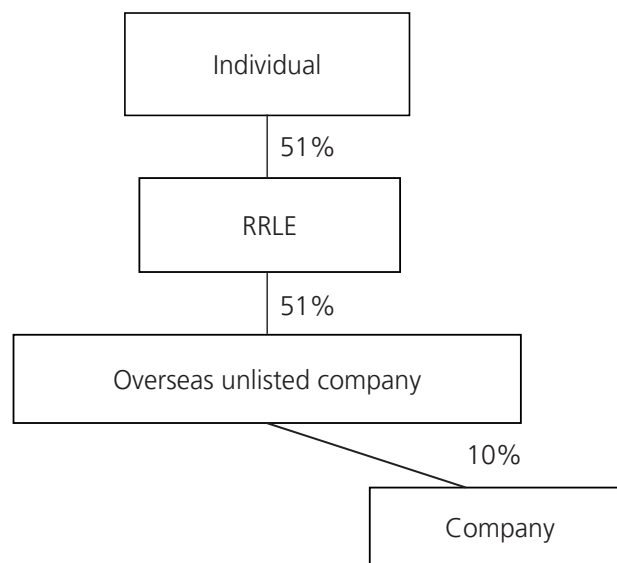 Individual
51%
RRLE
51%
Overseas unlisted company
10%
Company